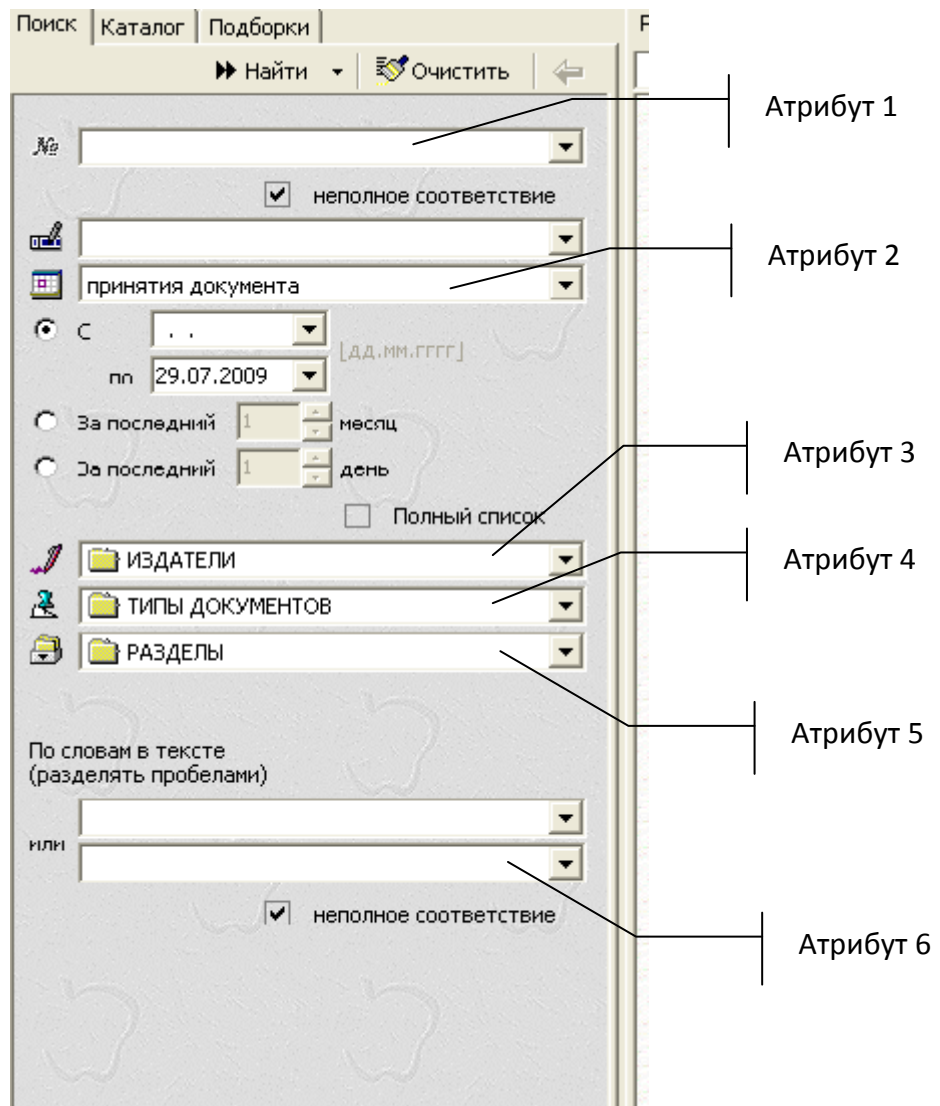 Поиск Каталог Подборки
Найти Очистить
Атрибут 1
№
неполное соответствие
Атрибут 2
принятия документа
С . .
[дд.мм.гггг]
по 29.07.2009
За последний 1 месяц
За последний 1 день
Атрибут 3
Полный список
ИЗДАТЕЛИ
Атрибут 4
ТИПЫ ДОКУМЕНТОВ
РАЗДЕЛЫ
Атрибут 5
По словам в тексте
(разделять пробелами)
или
неполное соответствие
Атрибут 6